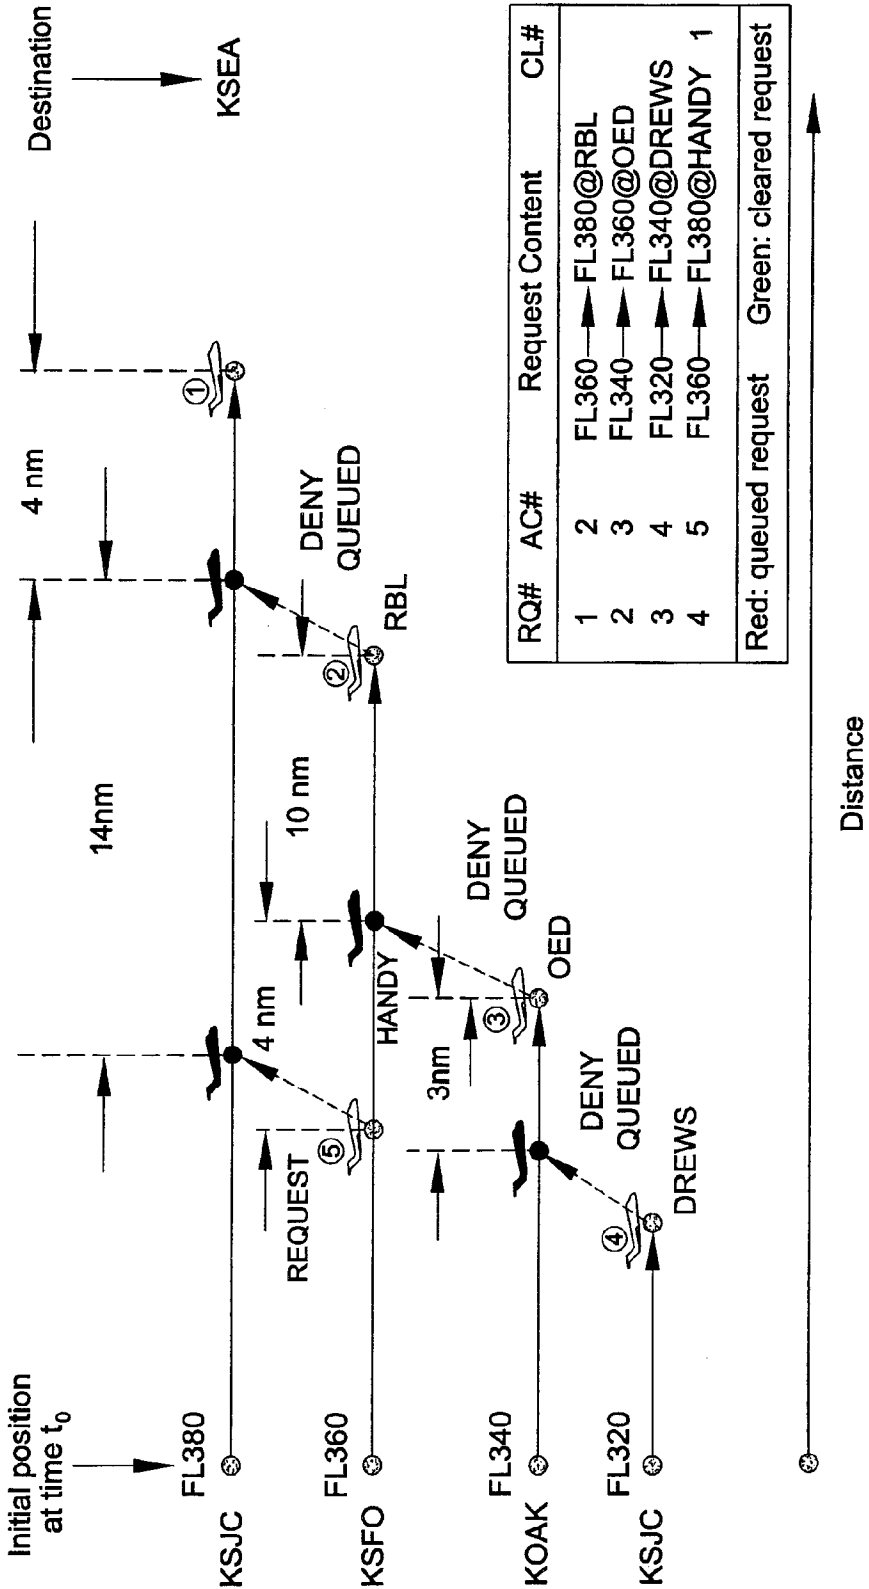 Initial position
at time t0
Destination
KSEA
4 nm
14nm
KSJC
FL380
1
DENY
QUEUED
10 nm
4 nm
REQUEST
KSFO
FL360
5
HANDY
2
RBL
DENY
QUEUED
3nm
KOAK
FL340
3
OED
DENY
QUEUED
KSJC
FL320
4
DREWS
RQ# AC# Request Content CL#
1 2 FL360 FL380@RBL
2 3 FL340 FL360@OED
3 4 FL320 FL340@DREWS
4 5 FL360 FL380@HANDY 1
Red: queued request Green: cleared request
Distance